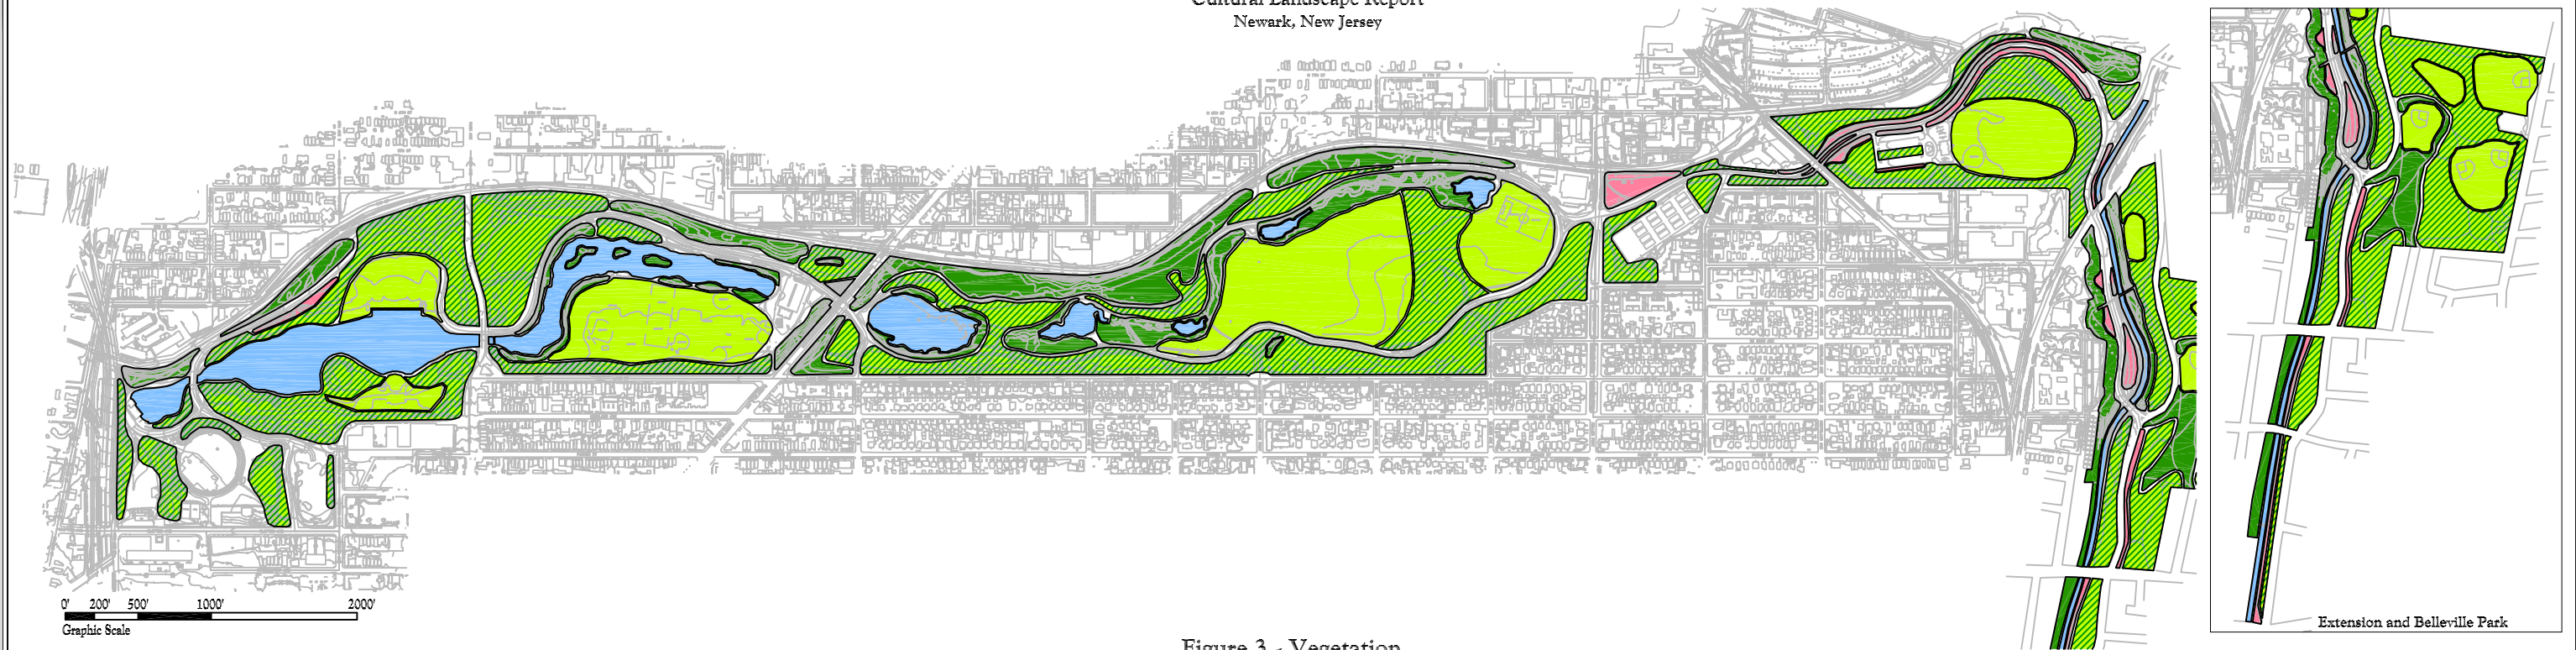 Cultural Landscape Report
Newark, New Jersey
0' 200' 500' 1000' 2000'
Graphic Scale
Extension and Belleville Park
Figure 3 - Vegetation